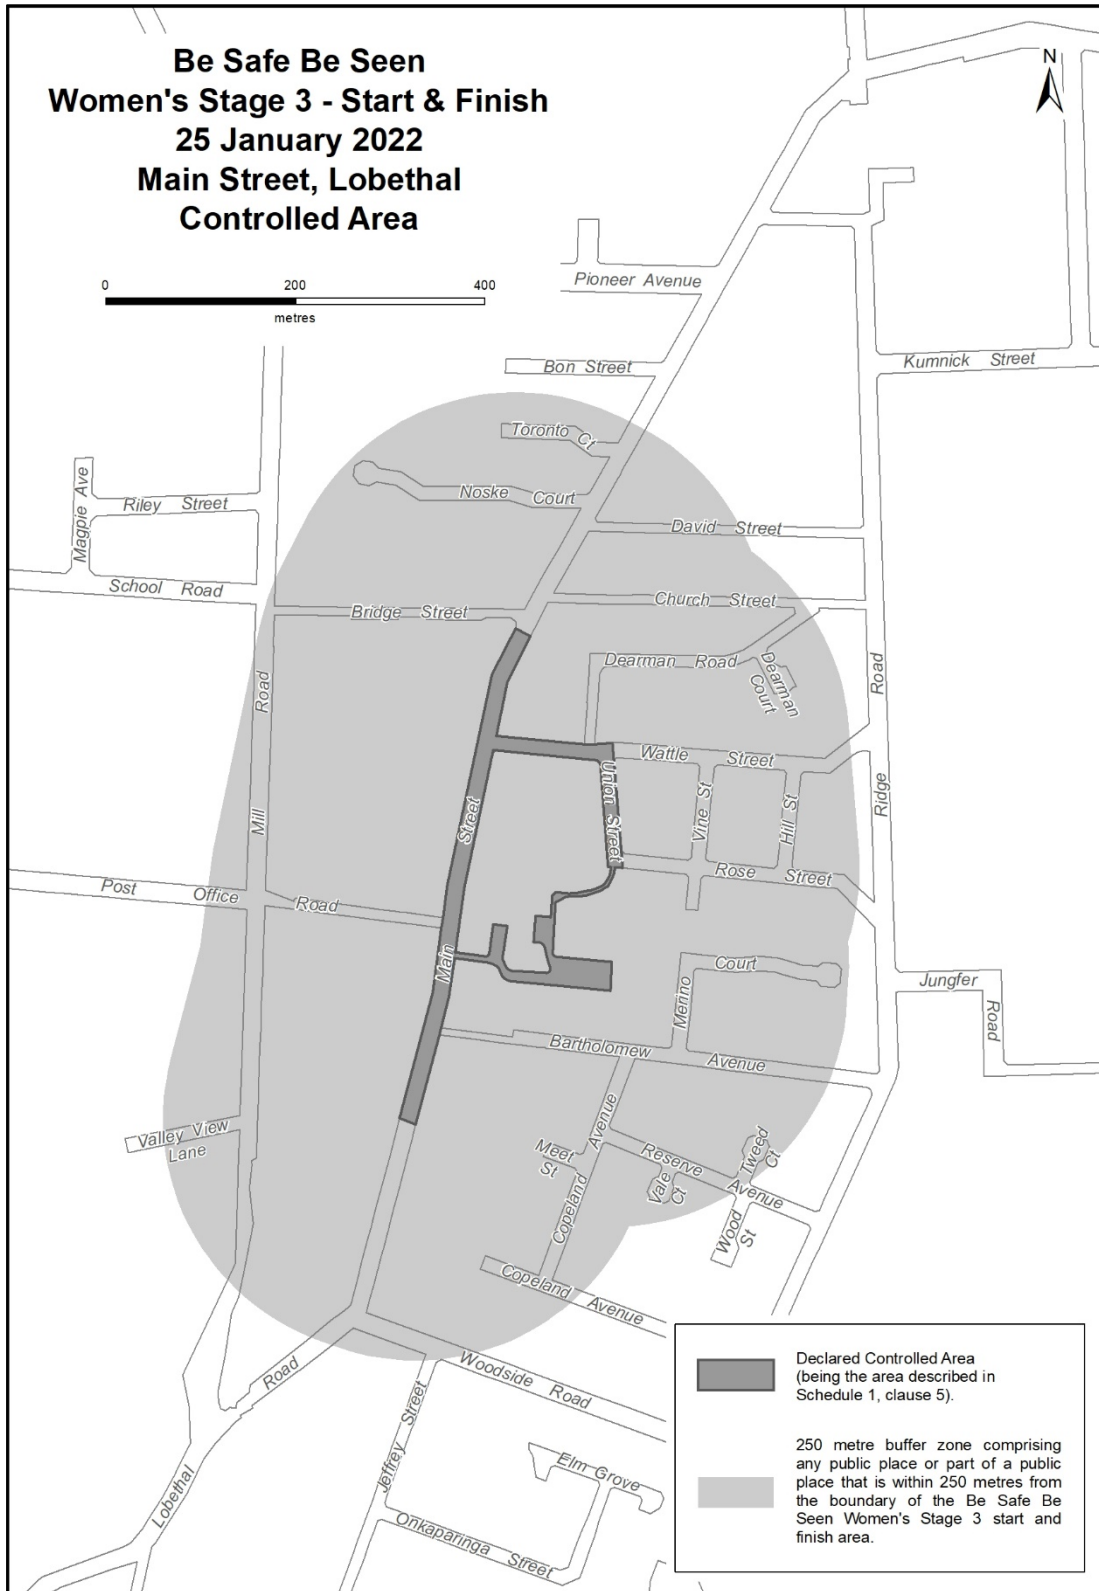 Be Safe Be Seen
Women's Stage 3 - Start & Finish
25 January 2022
Main Street, Lobethal
Controlled Area
N
0 200 400
metres
Pioneer Avenue
Bon Street
Kumnick Street
Toronto Ct
Noske Court
Magpie Ave
Riley Street
David Street
School Road
Bridge Street
Church Street
Dearman Road
Dearman
Court
Road
Road
Wattle Street
Union Street
Vine St
Hill St
Ridge
Street
Mill
Rose Street
Post Office Road
Main
Court
Merino
Jungfer
Road
Bartholomew Avenue
Valley View
Lane
Meet
St
Copeland Avenue
Reserve Avenue
Vale
Ct
Tweed
Ct
Wood
St
Copeland Avenue
Woodside Road
Road
Lobethal
Jeffrey Street
Elm Grove
Onkaparinga Street
Declared Controlled Area
(being the area described in
Schedule 1, clause 5).
250 metre buffer zone comprising
any public place or part of a public
place that is within 250 metres from
the boundary of the Be Safe Be
Seen Women's Stage 3 start and
finish area.